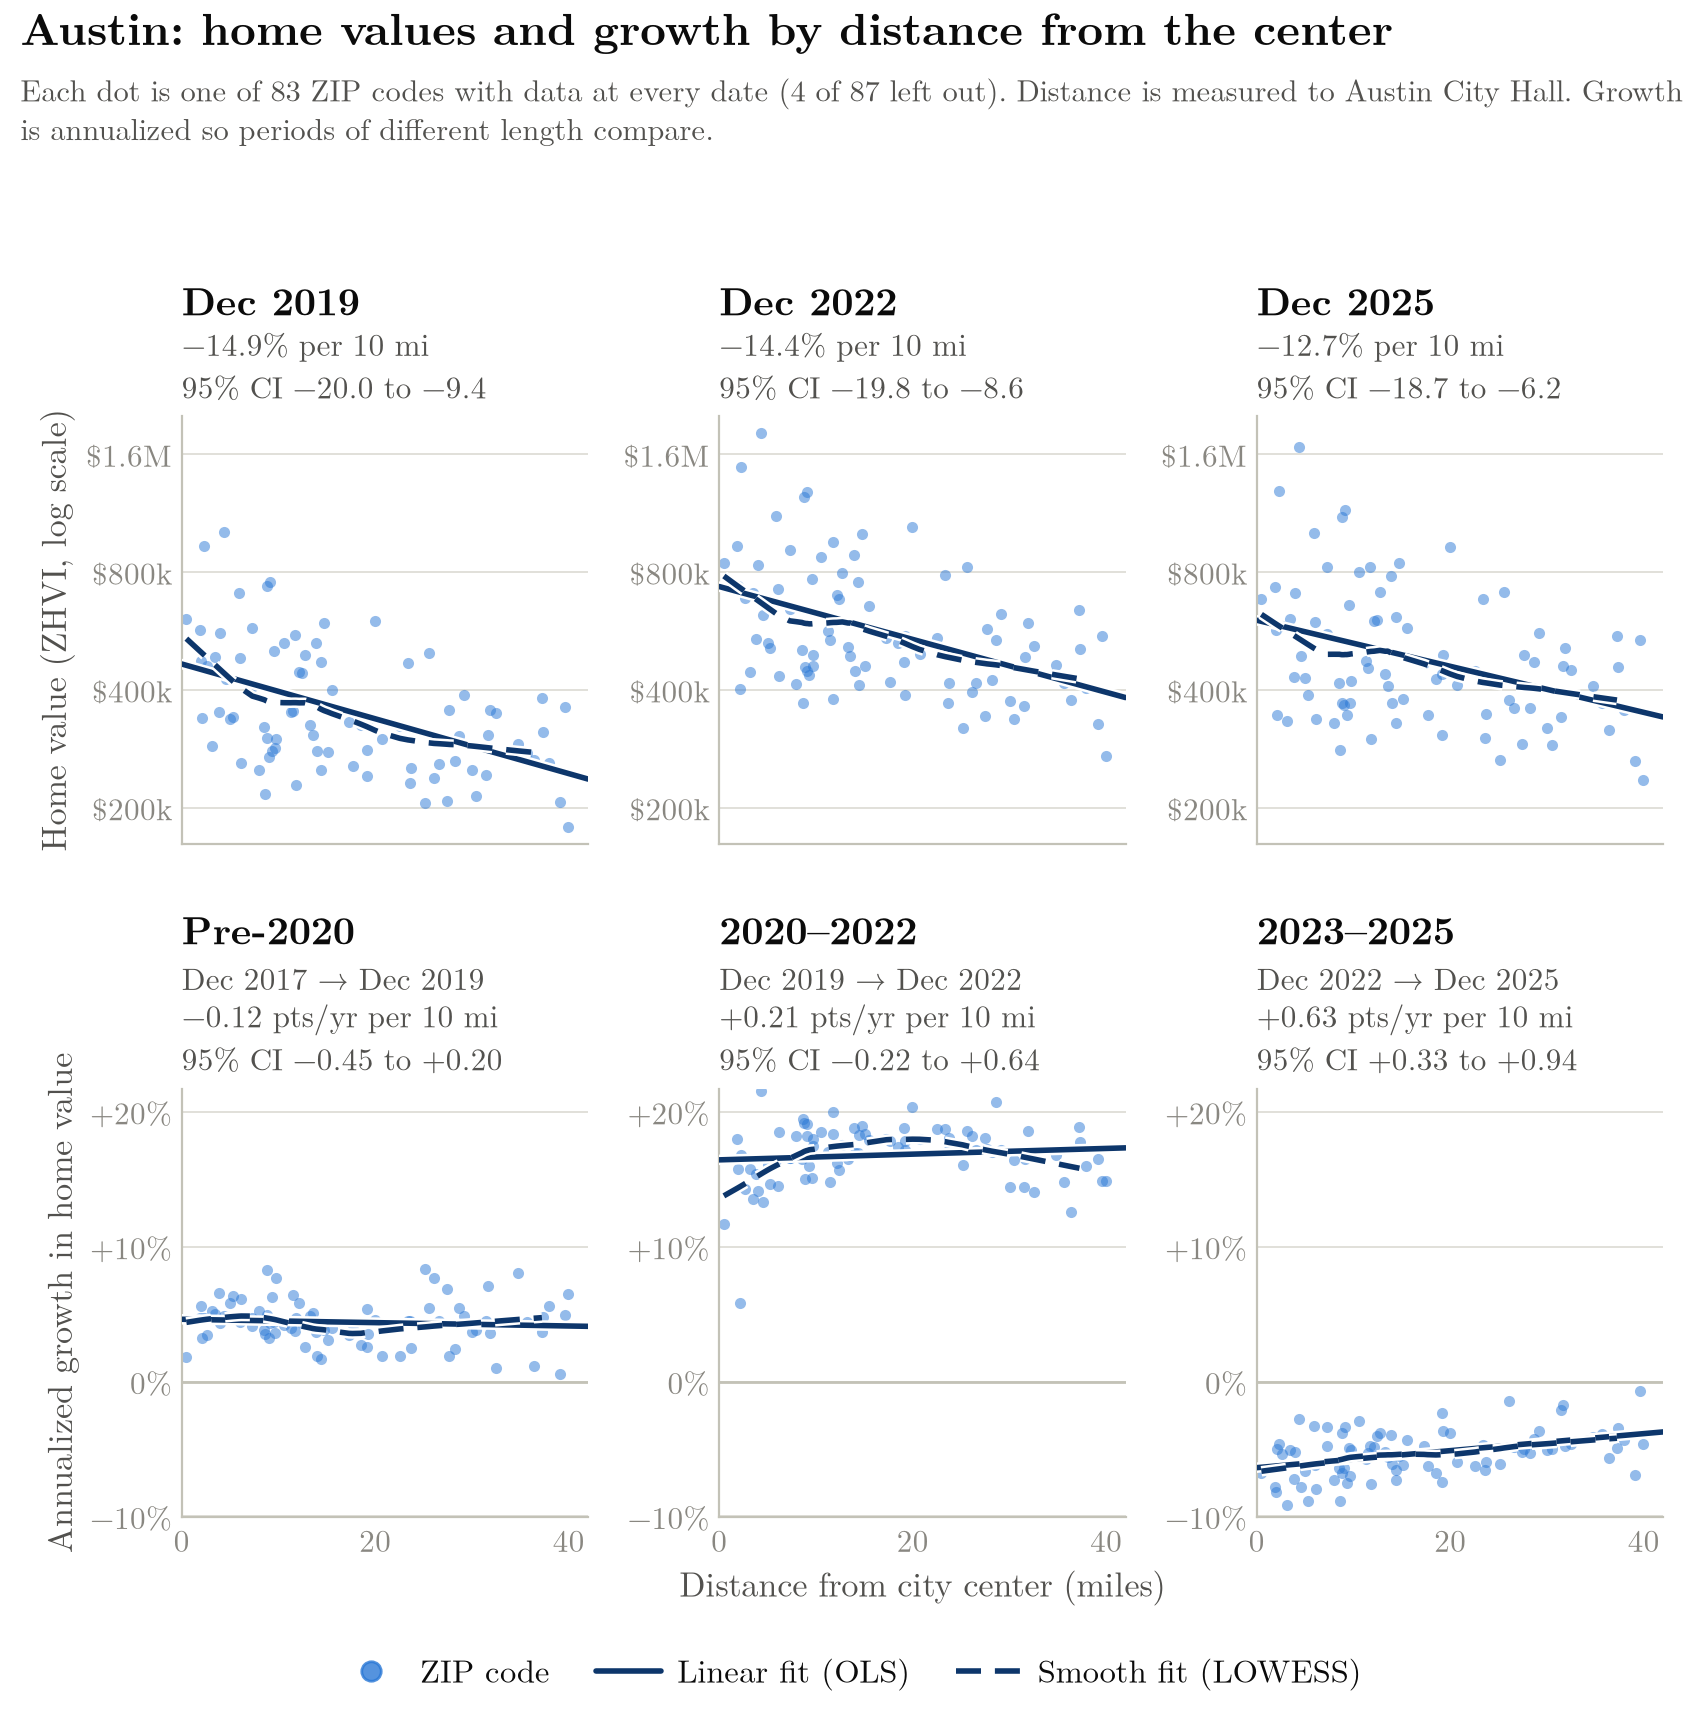 Austin: home values and growth by distance from the center
Each dot is one of 83 ZIP codes with data at every date (4 of 87 left out). Distance is measured to Austin City Hall. Growth
is annualized so periods of different length compare.
Dec 2019
−14.9% per 10 mi
95% CI −20.0 to −9.4
Dec 2022
−14.4% per 10 mi
95% CI −19.8 to −8.6
Dec 2025
−12.7% per 10 mi
95% CI −18.7 to −6.2
Home value (ZHVI, log scale)
$1.6M
$800k
$400k
$200k
$1.6M
$800k
$400k
$200k
$1.6M
$800k
$400k
$200k
Pre-2020
Dec 2017 → Dec 2019
−0.12 pts/yr per 10 mi
95% CI −0.45 to +0.20
2020–2022
Dec 2019 → Dec 2022
+0.21 pts/yr per 10 mi
95% CI −0.22 to +0.64
2023–2025
Dec 2022 → Dec 2025
+0.63 pts/yr per 10 mi
95% CI +0.33 to +0.94
Annualized growth in home value
+20%
+10%
0%
−10%
+20%
+10%
0%
−10%
+20%
+10%
0%
−10%
0 20 40
0 20 40
0 20 40
Distance from city center (miles)
ZIP code
Linear fit (OLS)
Smooth fit (LOWESS)